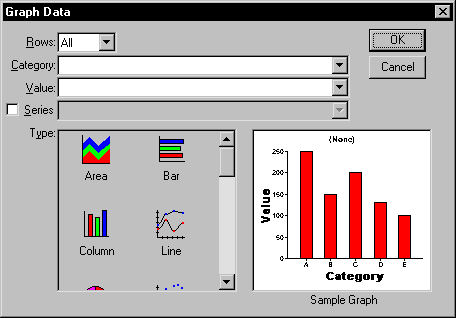 Graph Data
Rows: All
OK
Category:
Cancel
Value:
Series
Type:
Area
Bar
Column
Line
(None)
250
200
150
100
50
0
Value
A B C D E
Category
Sample Graph